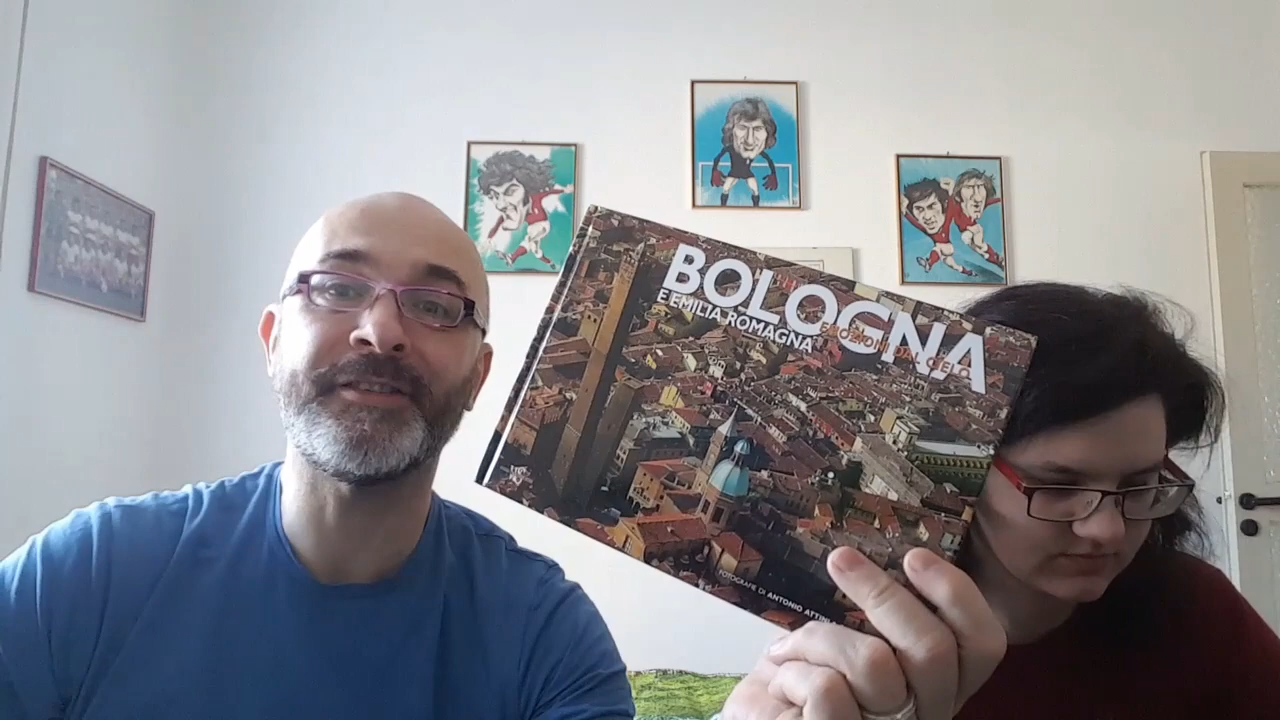 BOLOGNA
E EMILIA ROMAGNA EMOZIONI DAL CIELO
FOTOGRAFIE DI ANTONIO